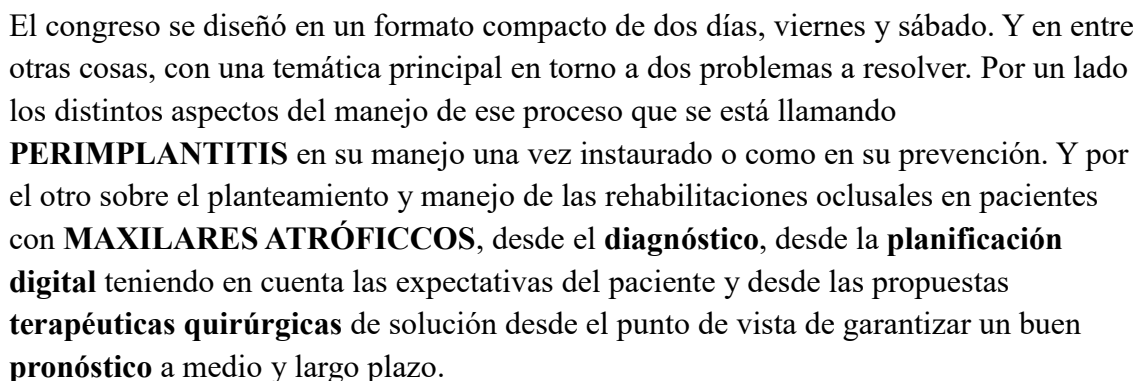 El congreso se diseñó en un formato compacto de dos días, viernes y sábado. Y en entre
otras cosas, con una temática principal en torno a dos problemas a resolver. Por un lado
los distintos aspectos del manejo de ese proceso que se está llamando
PERIMPLANTITIS en su manejo una vez instaurado o como en su prevención. Y por
el otro sobre el planteamiento y manejo de las rehabilitaciones oclusales en pacientes
con MAXILARES ATRÓFICCOS, desde el diagnóstico, desde la planificación
digital teniendo en cuenta las expectativas del paciente y desde las propuestas
terapéuticas quirúrgicas de solución desde el punto de vista de garantizar un buen
pronóstico a medio y largo plazo.